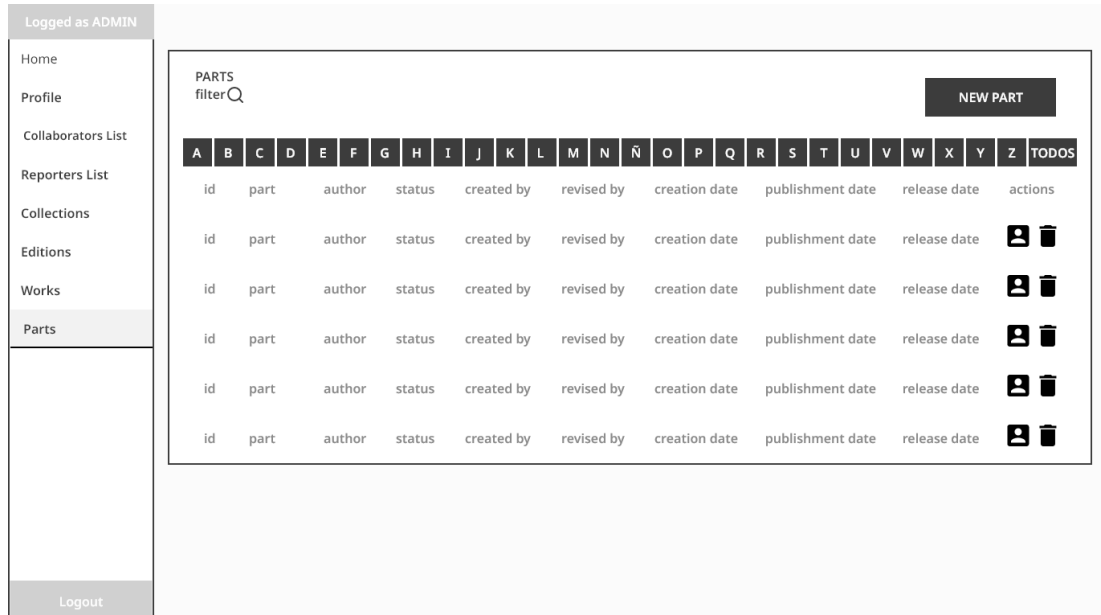 Logged as ADMIN
Home
Profile
Collaborators List
Reporters List
Collections
Editions
Works
Parts
Logout
PARTS
filter
NEW PART
A B C D E F G H I J K L M N Ñ O P Q R S T U V W X Y Z TODOS
id part author status created by revised by creation date publishment date release date actions
id part author status created by revised by creation date publishment date release date
id part author status created by revised by creation date publishment date release date
id part author status created by revised by creation date publishment date release date
id part author status created by revised by creation date publishment date release date
id part author status created by revised by creation date publishment date release date